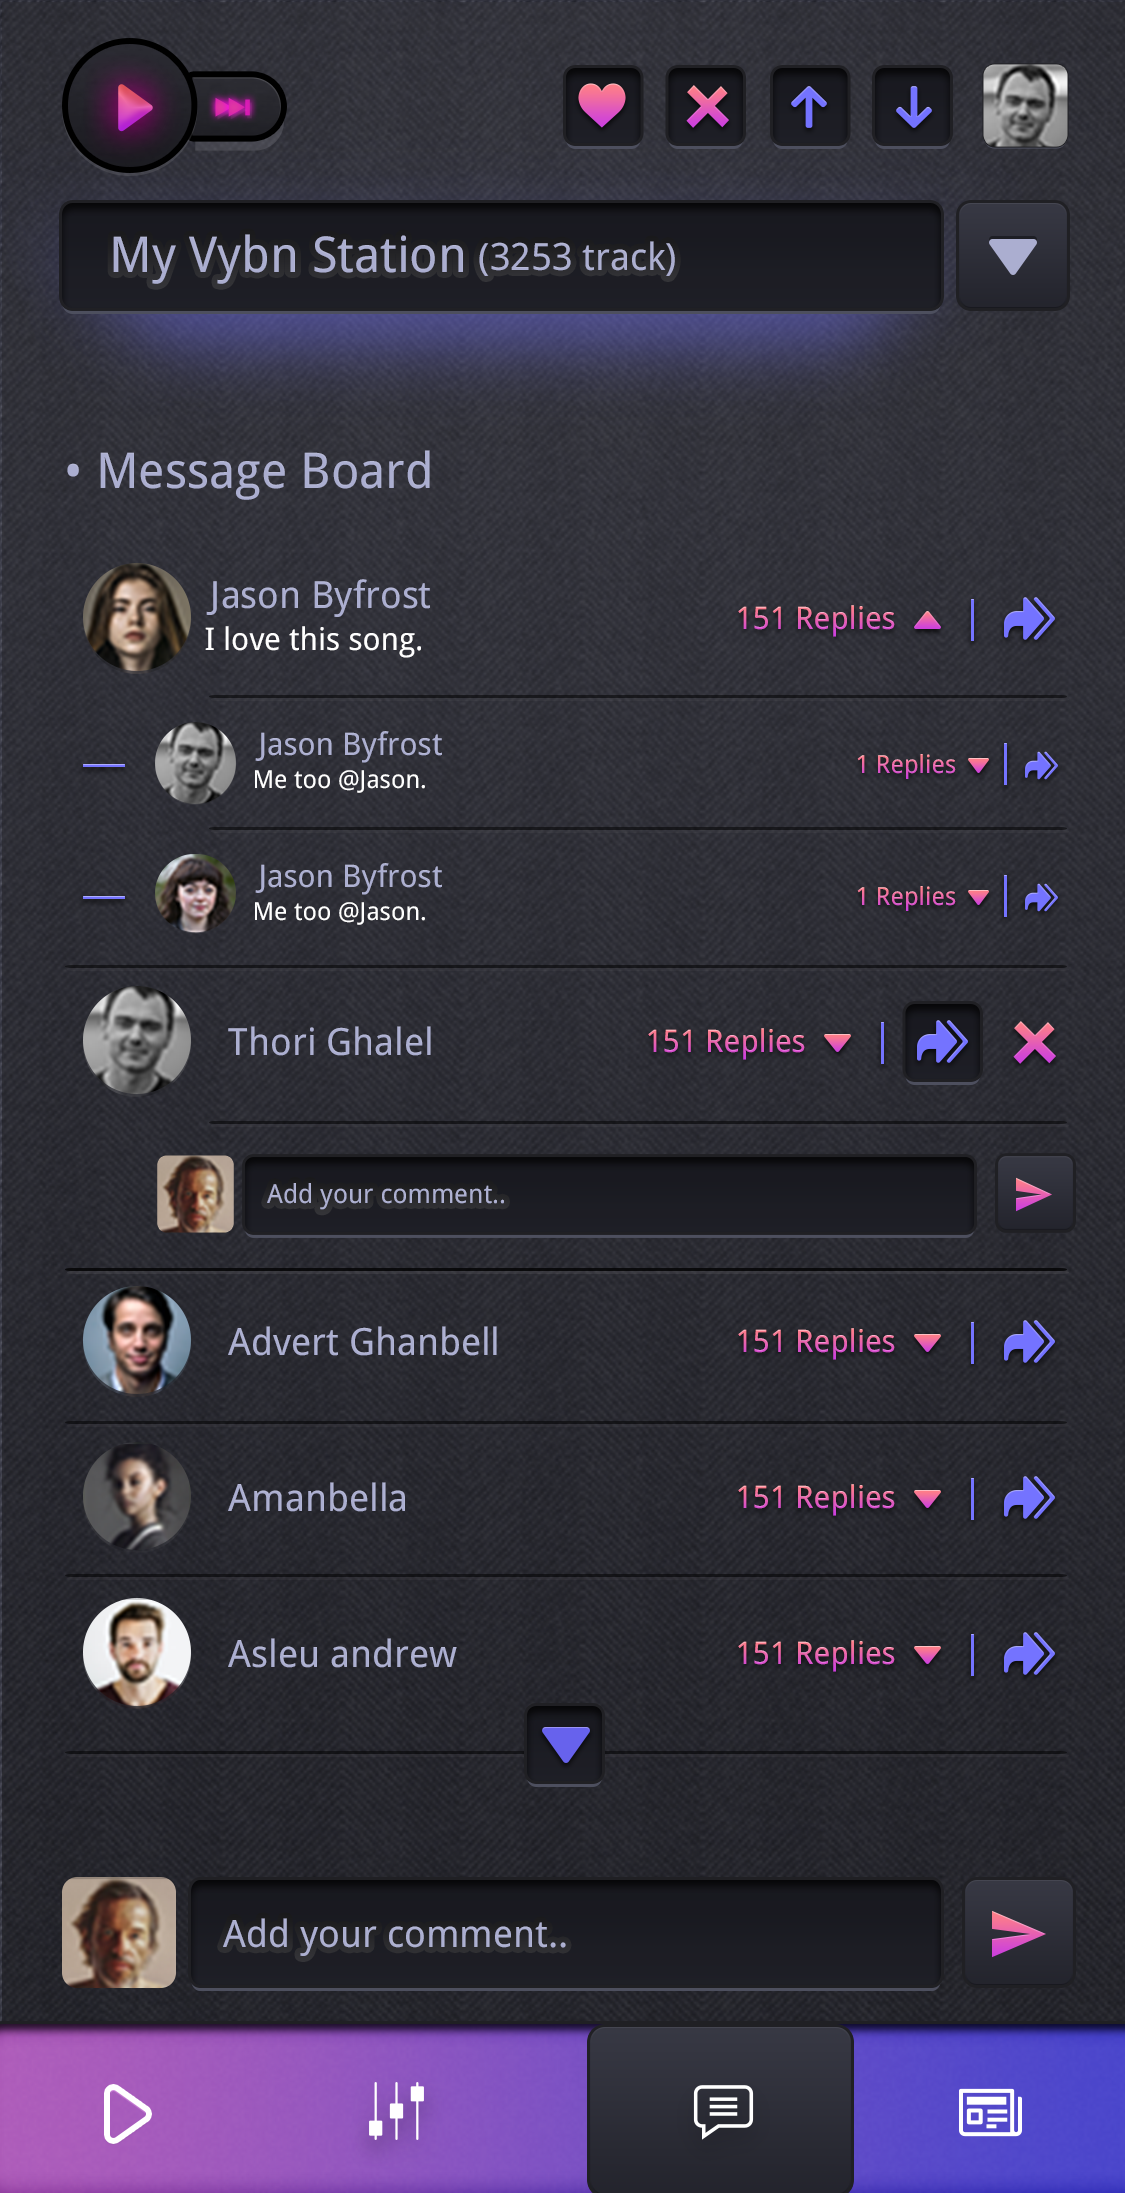 My Vybn Station (3253 track)
• Message Board
Jason Byfrost
I love this song.
151 Replies
Jason Byfrost
Me too @Jason.
1 Replies
Jason Byfrost
Me too @Jason.
1 Replies
Thori Ghalel
151 Replies
Add your comment..
Advert Ghanbell
151 Replies
Amanbella
151 Replies
Asleu andrew
151 Replies
Add your comment..